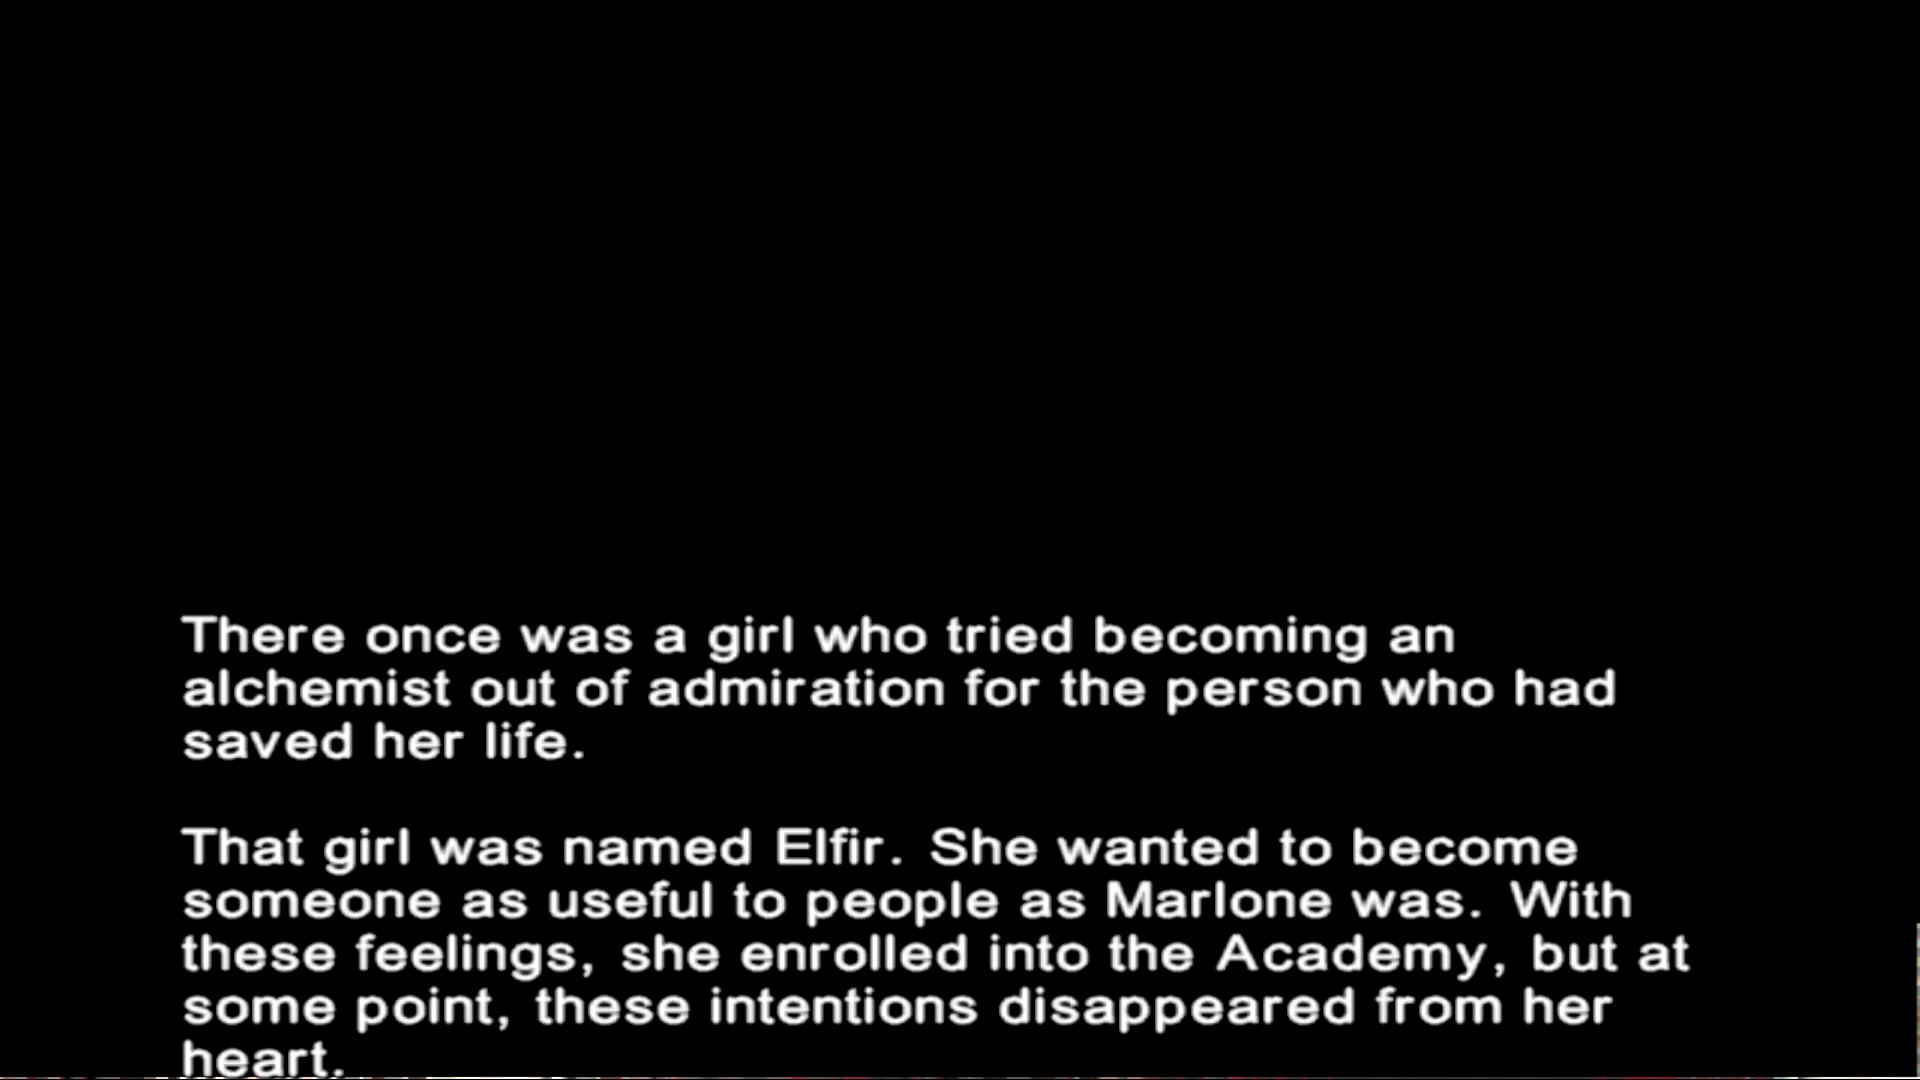 There once was a girl who tried becoming an
alchemist out of admiration for the person who had
saved her life.
That girl was named Elfir. She wanted to become
someone as useful to people as Marlone was. With
these feelings, she enrolled into the Academy, but at
some point, these intentions disappeared from her
heart.